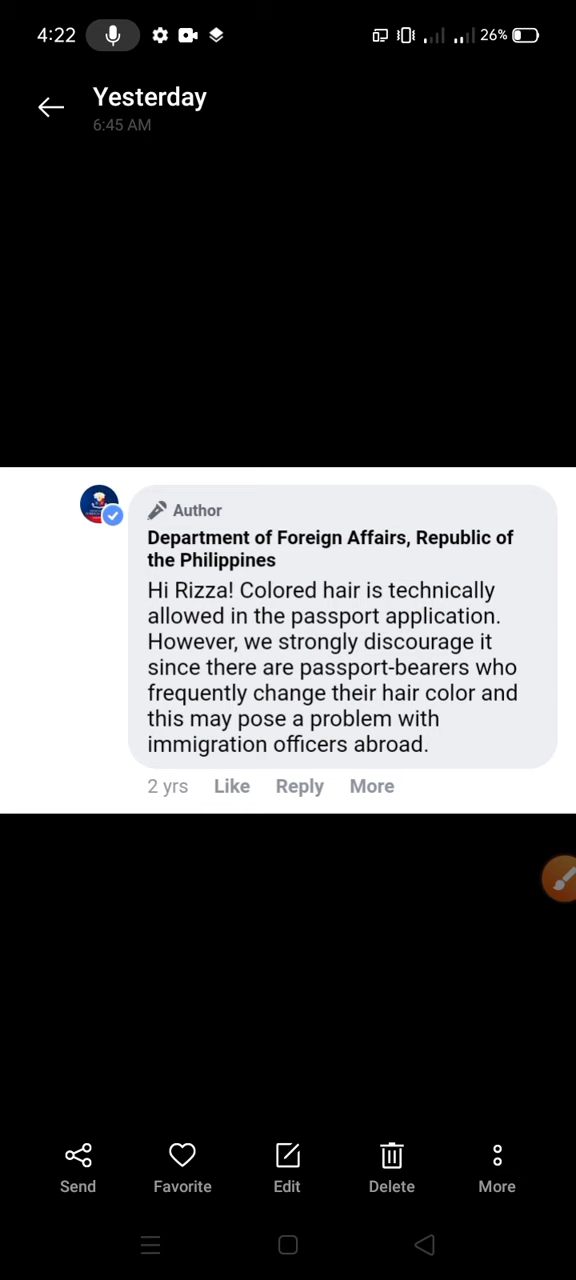 4:22
26%
Yesterday
6:45 AM
Author
Department of Foreign Affairs, Republic of
the Philippines
Hi Rizza! Colored hair is technically
allowed in the passport application.
However, we strongly discourage it
since there are passport-bearers who
frequently change their hair color and
this may pose a problem with
immigration officers abroad.
2 yrs Like Reply More
Send Favorite Edit Delete More